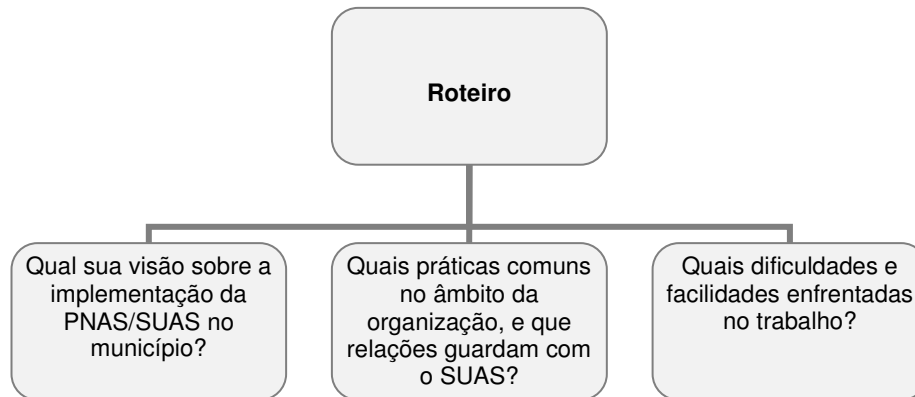 Roteiro
Qual sua visão sobre a
implementação da
PNAS/SUAS no
município?
Quais práticas comuns
no âmbito da
organização, e que
relações guardam com
o SUAS?
Quais dificuldades e
facilidades enfrentadas
no trabalho?